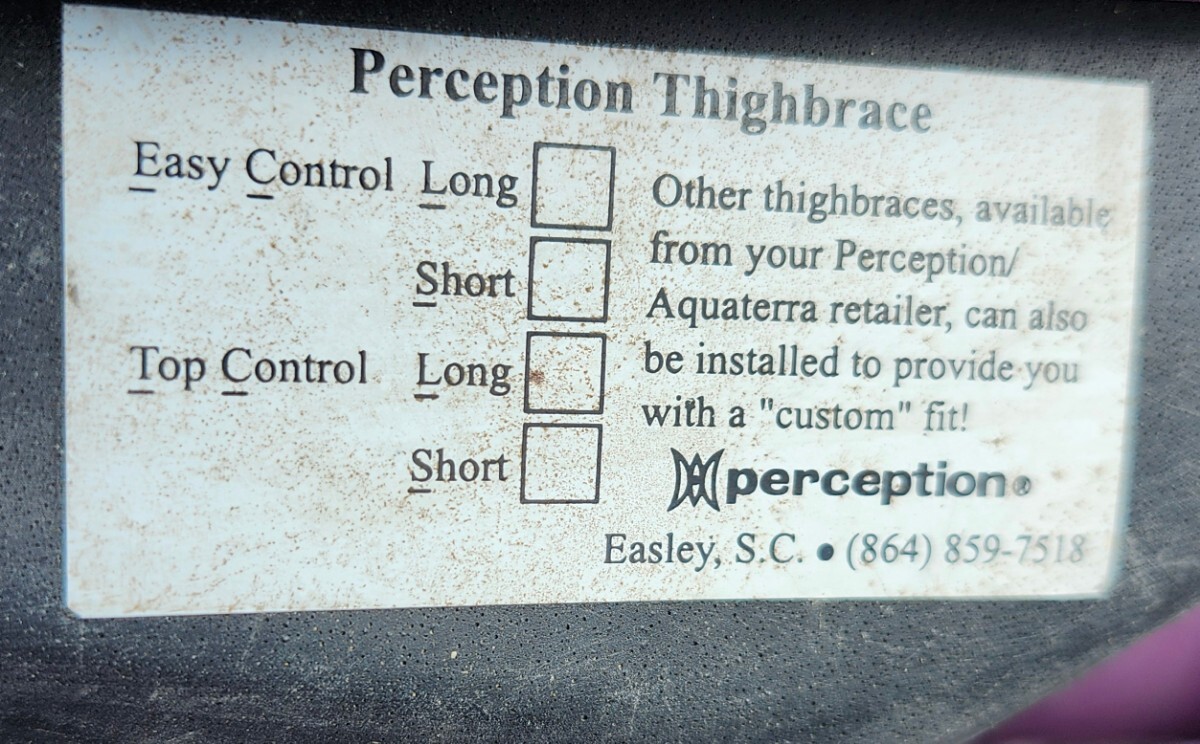 Perception Thighbrace
Easy Control Long
Short
Top Control Long
Short
Other thighbraces, available
from your Perception/
Aquaterra retailer, can also
be installed to provide you
with a "custom" fit!
perception®
Easley, S.C. • (864) 859-7518